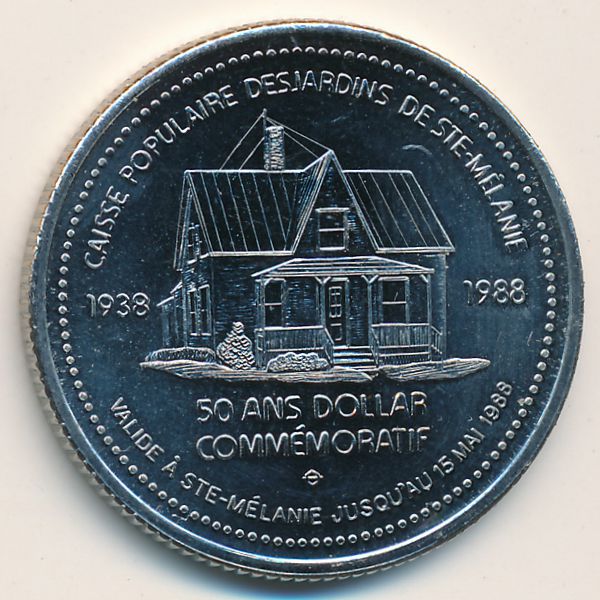 CAISSE POPULAIRE DESJARDINS DE STE-MÉLANIE
1938 1988
50 ANS DOLLAR
COMMÉMORATIF
VALIDE À STE-MÉLANIE JUSQU'AU 15 MAI 1988